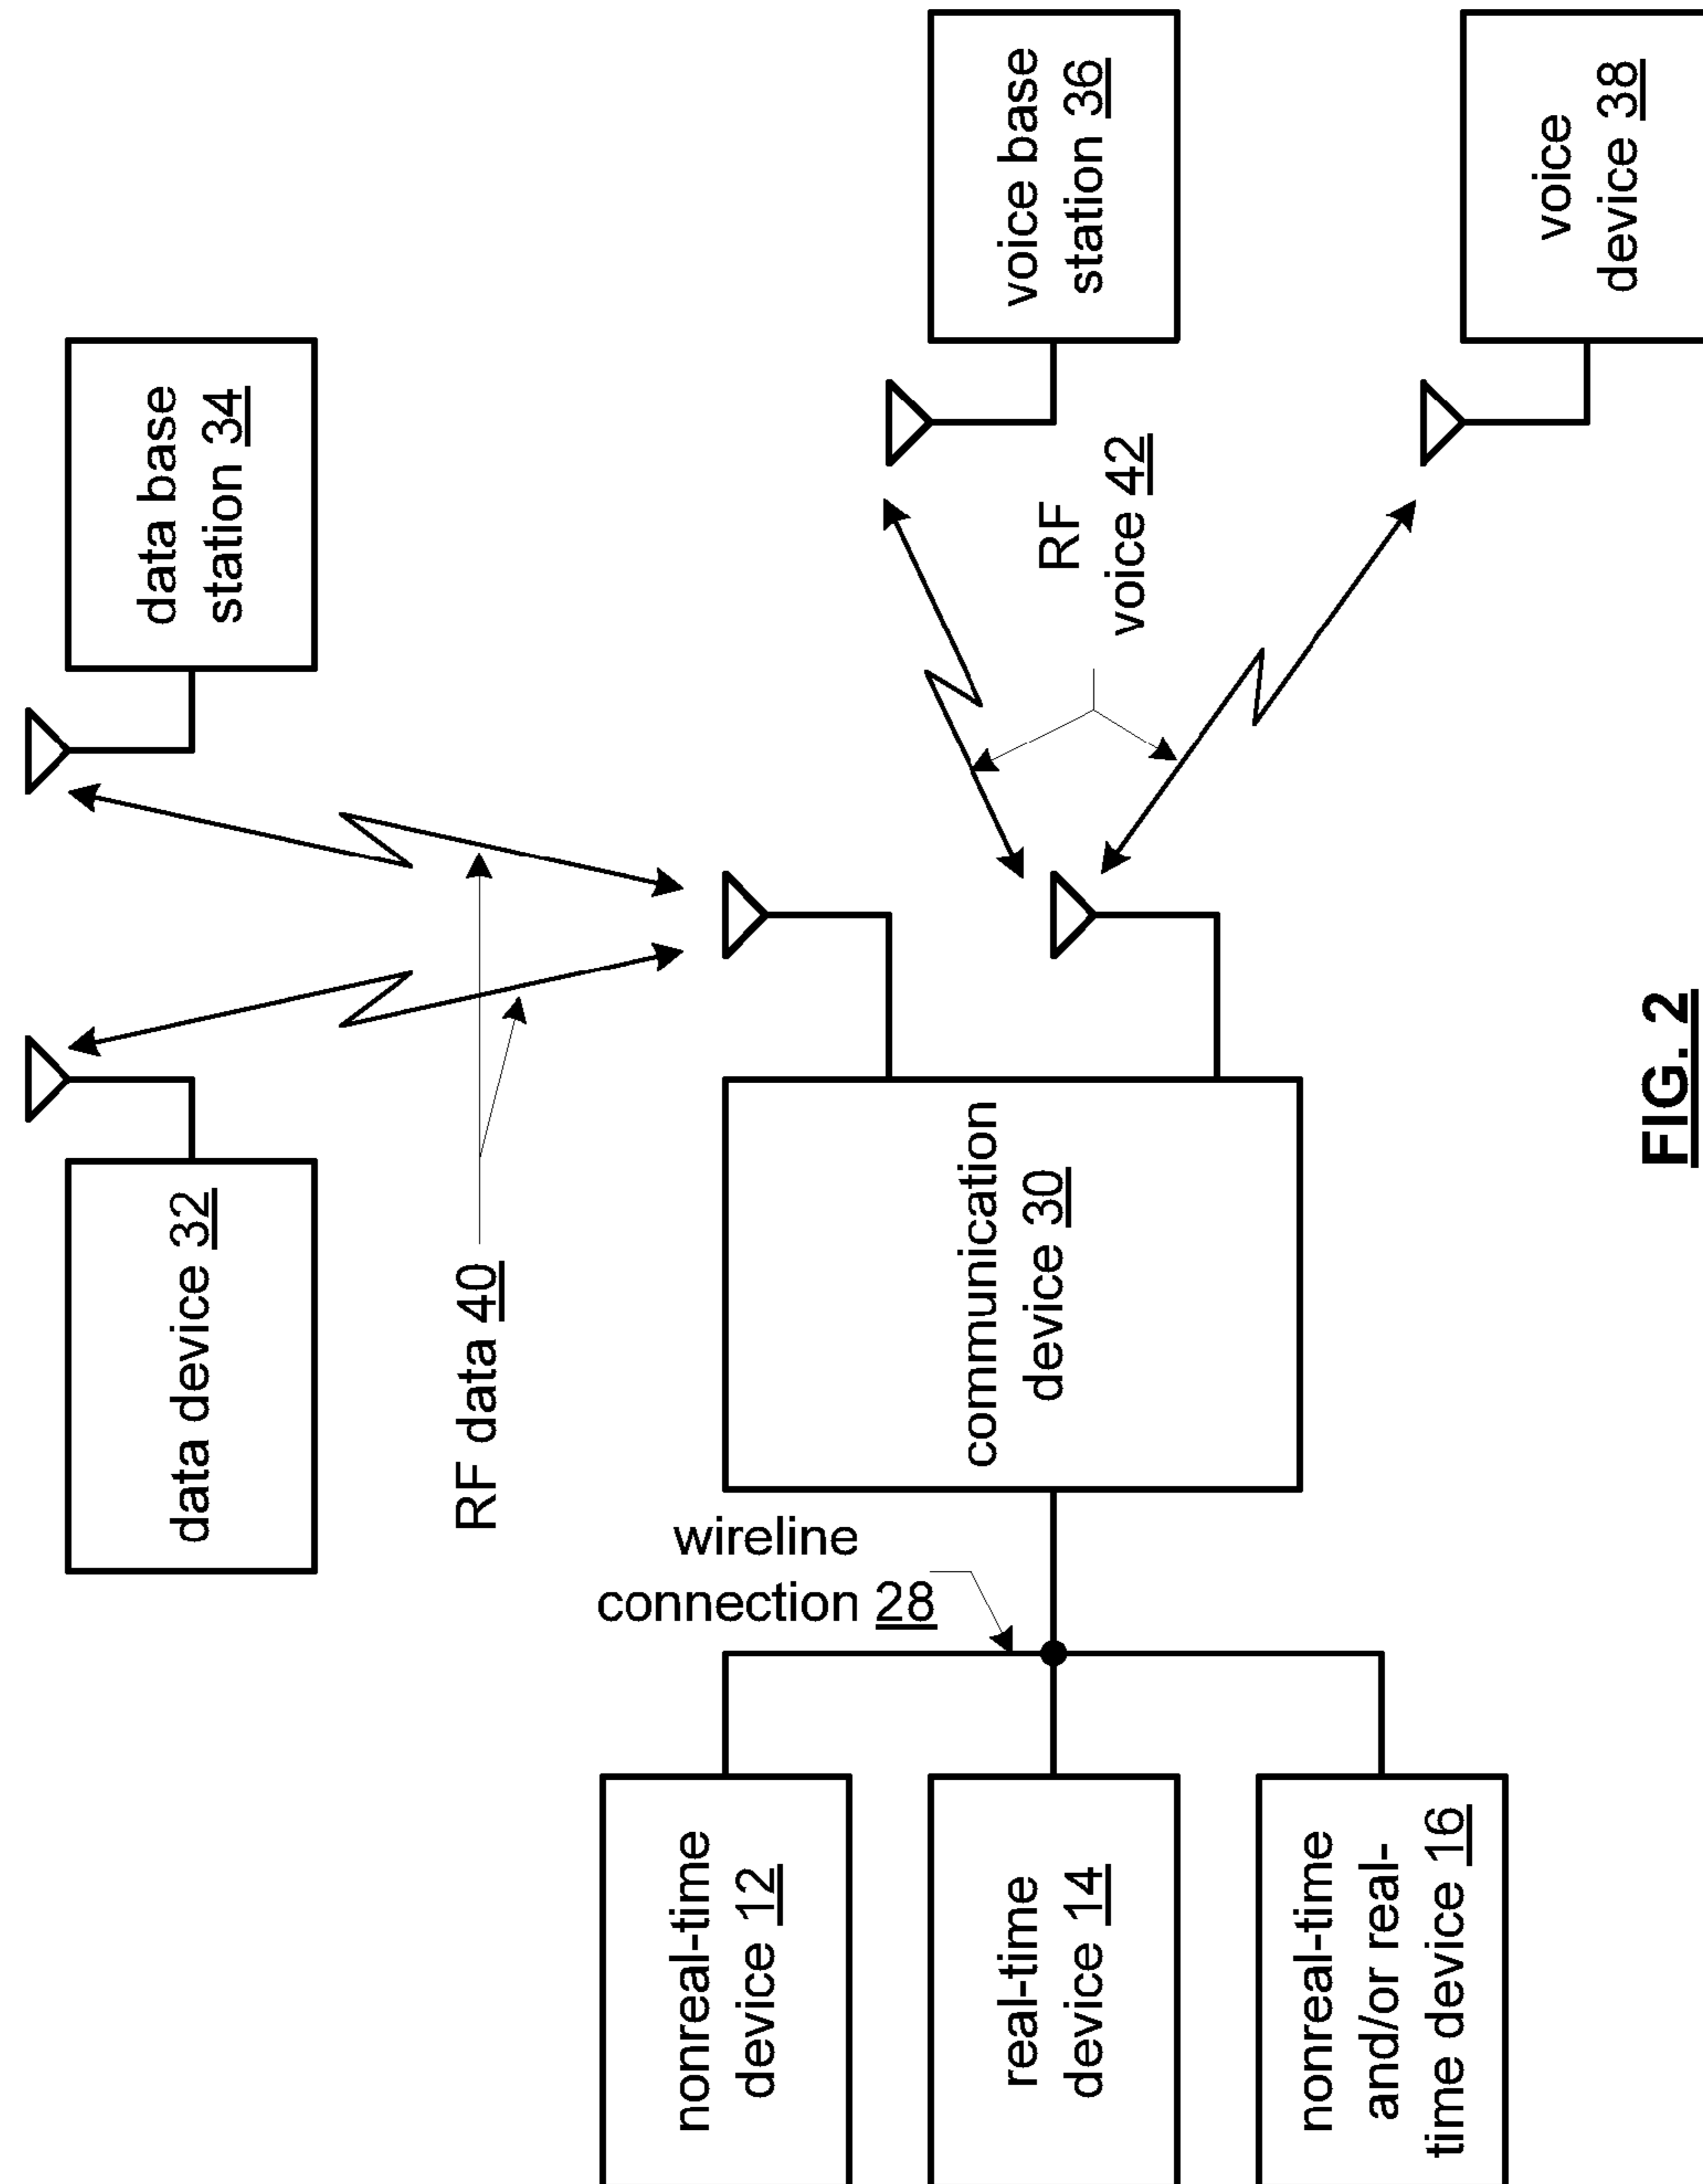 data device 32
data base
station 34
RF data 40
wireline
connection 28
nonreal-time
device 12
communication
device 30
voice base
station 36
RF
voice 42
real-time
device 14
nonreal-time
and/or real-
time device 16
voice
device 38
FIG. 2